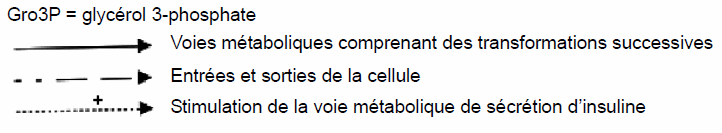 Gro3P = glycérol 3-phosphate
Voies métaboliques comprenant des transformations successives
Entrées et sorties de la cellule
+
Stimulation de la voie métabolique de sécrétion d'insuline